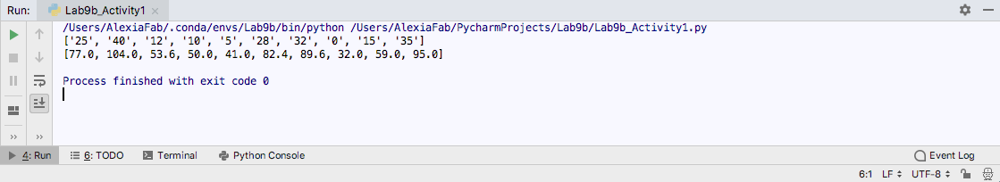 Run: Lab9b_Activity1 ×
/Users/AlexiaFab/.conda/envs/Lab9b/bin/python /Users/AlexiaFab/PycharmProjects/Lab9b/Lab9b_Activity1.py
['25', '40', '12', '10', '5', '28', '32', '0', '15', '35']
[77.0, 104.0, 53.6, 50.0, 41.0, 82.4, 89.6, 32.0, 59.0, 95.0]
Process finished with exit code 0
4: Run 6: TODO Terminal Python Console Event Log
6:1 LF UTF-8